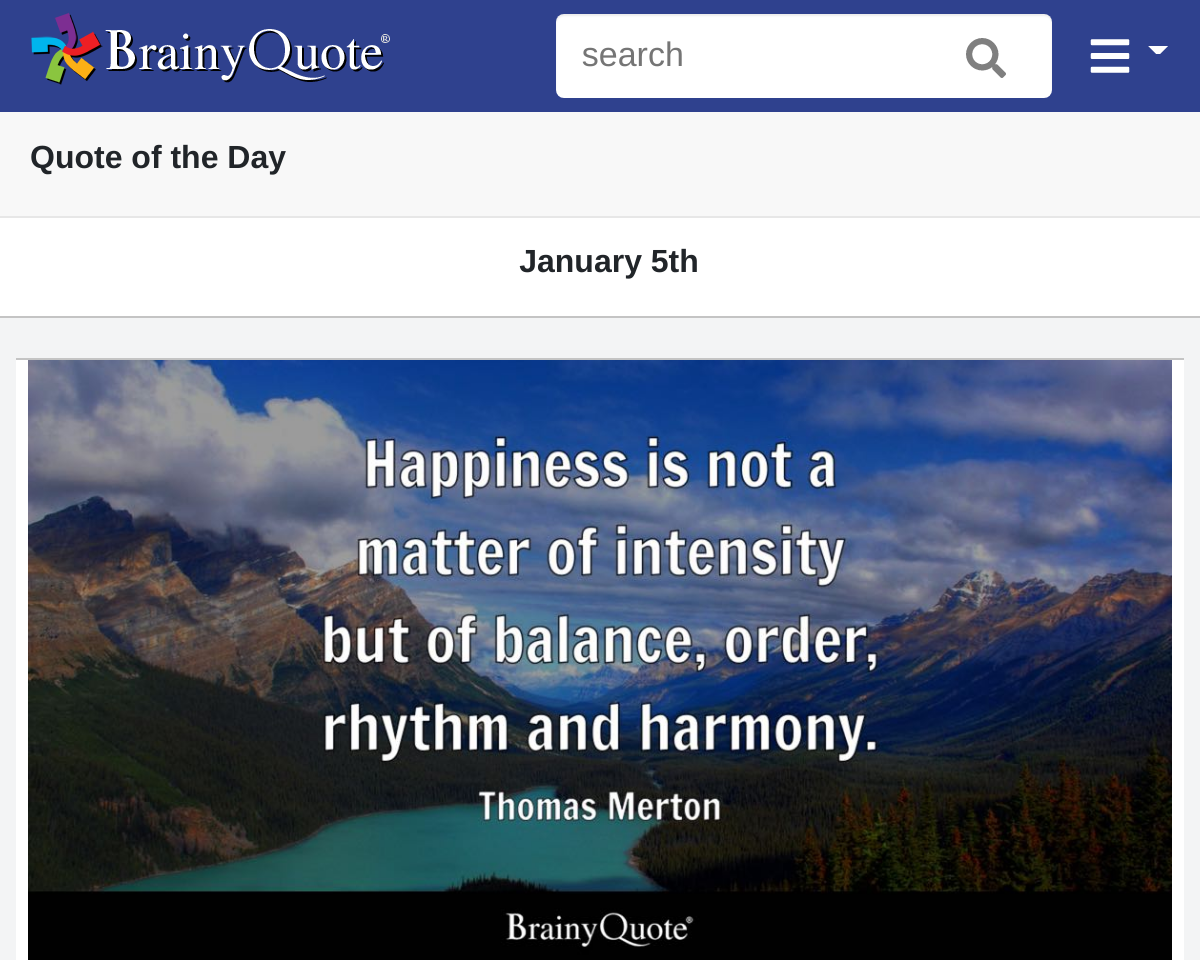 BrainyQuote®
search
Quote of the Day
January 5th
Happiness is not a
matter of intensity
but of balance, order,
rhythm and harmony.
Thomas Merton
BrainyQuote®